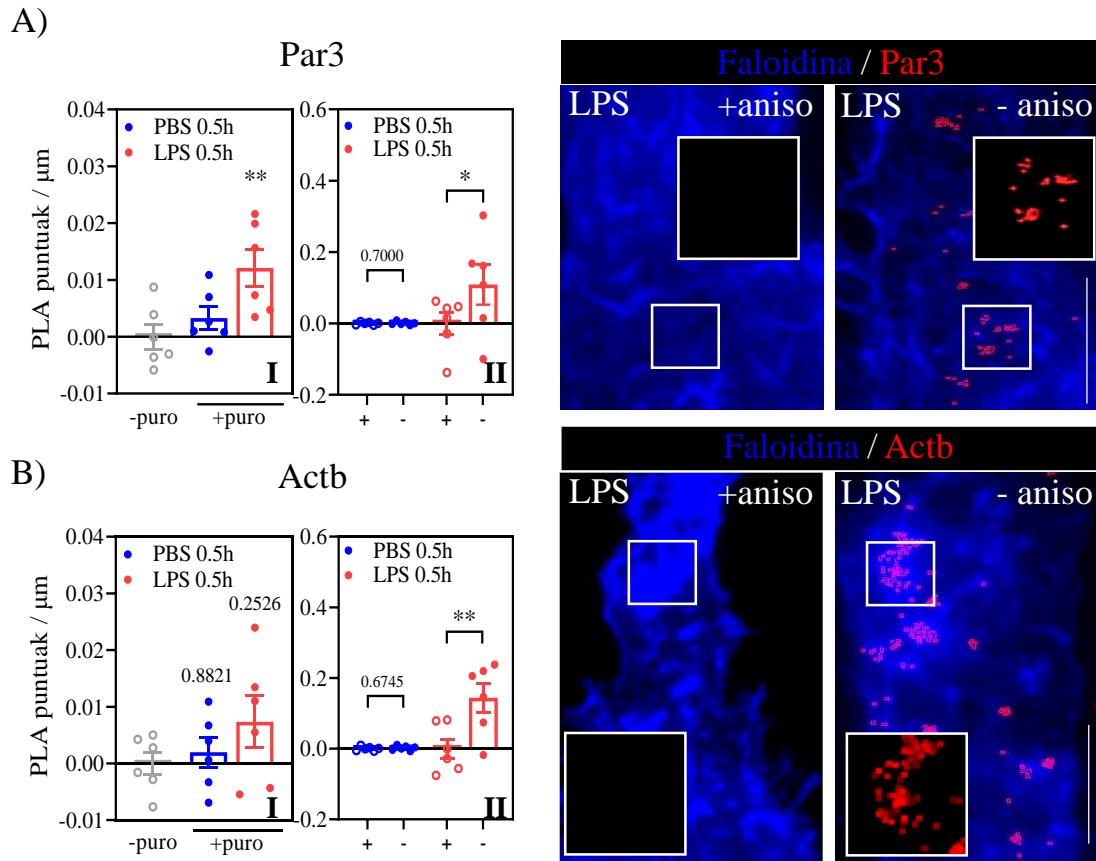 A)
Par3
PLA puntuak / µm
0.04
0.03
0.02
0.01
0.00
-0.01
PBS 0.5h
LPS 0.5h
**
I
-puro
+puro
0.6
0.4
0.2
0.0
-0.2
PBS 0.5h
LPS 0.5h
*
0.7000
II
+ - + -
Faloidina / Par3
LPS +aniso
LPS - aniso
B)
Actb
PLA puntuak / µm
0.04
0.03
0.02
0.01
0.00
-0.01
PBS 0.5h
LPS 0.5h
0.2526
0.8821
I
-puro
+puro
0.6
0.4
0.2
0.0
-0.2
PBS 0.5h
LPS 0.5h
**
0.6745
II
+ - + -
Faloidina / Actb
LPS +aniso
LPS - aniso